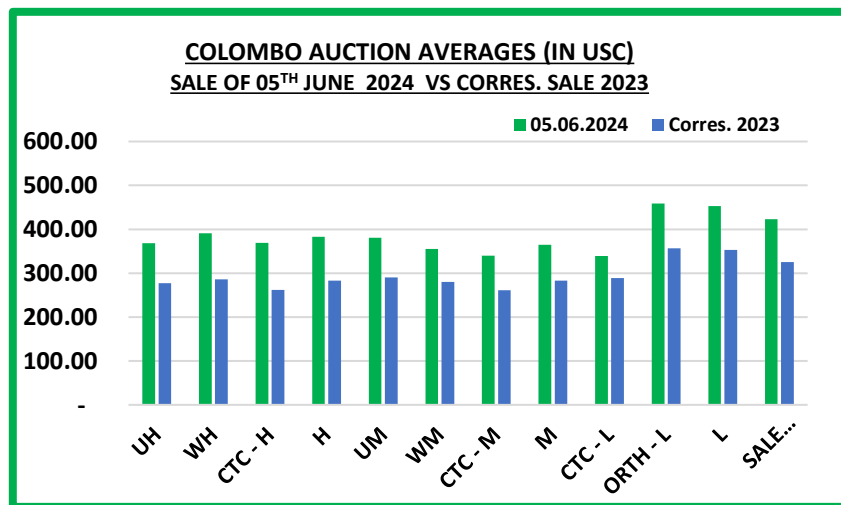 COLOMBO AUCTION AVERAGES (IN USC)
SALE OF 05TH JUNE 2024 VS CORRES. SALE 2023
05.06.2024 Corres. 2023
600.00
500.00
400.00
300.00
200.00
100.00
-
UH
WH
CTC - H
H
UM
WM
CTC - M
M
CTC - L
ORTH - L
L
SALE...